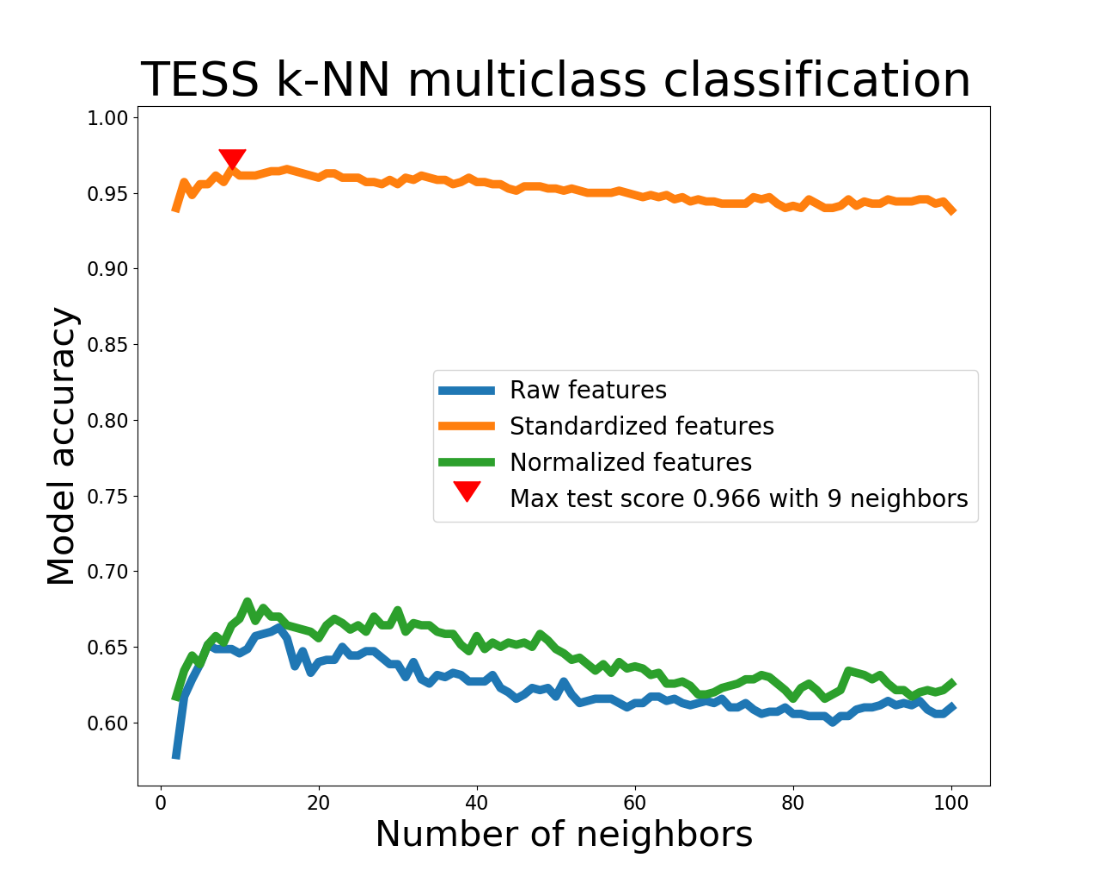 TESS k-NN multiclass classification
1.00
0.95
0.90
0.85
0.80
0.75
0.70
0.65
0.60
Model accuracy
Raw features
Standardized features
Normalized features
Max test score 0.966 with 9 neighbors
0 20 40 60 80 100
Number of neighbors